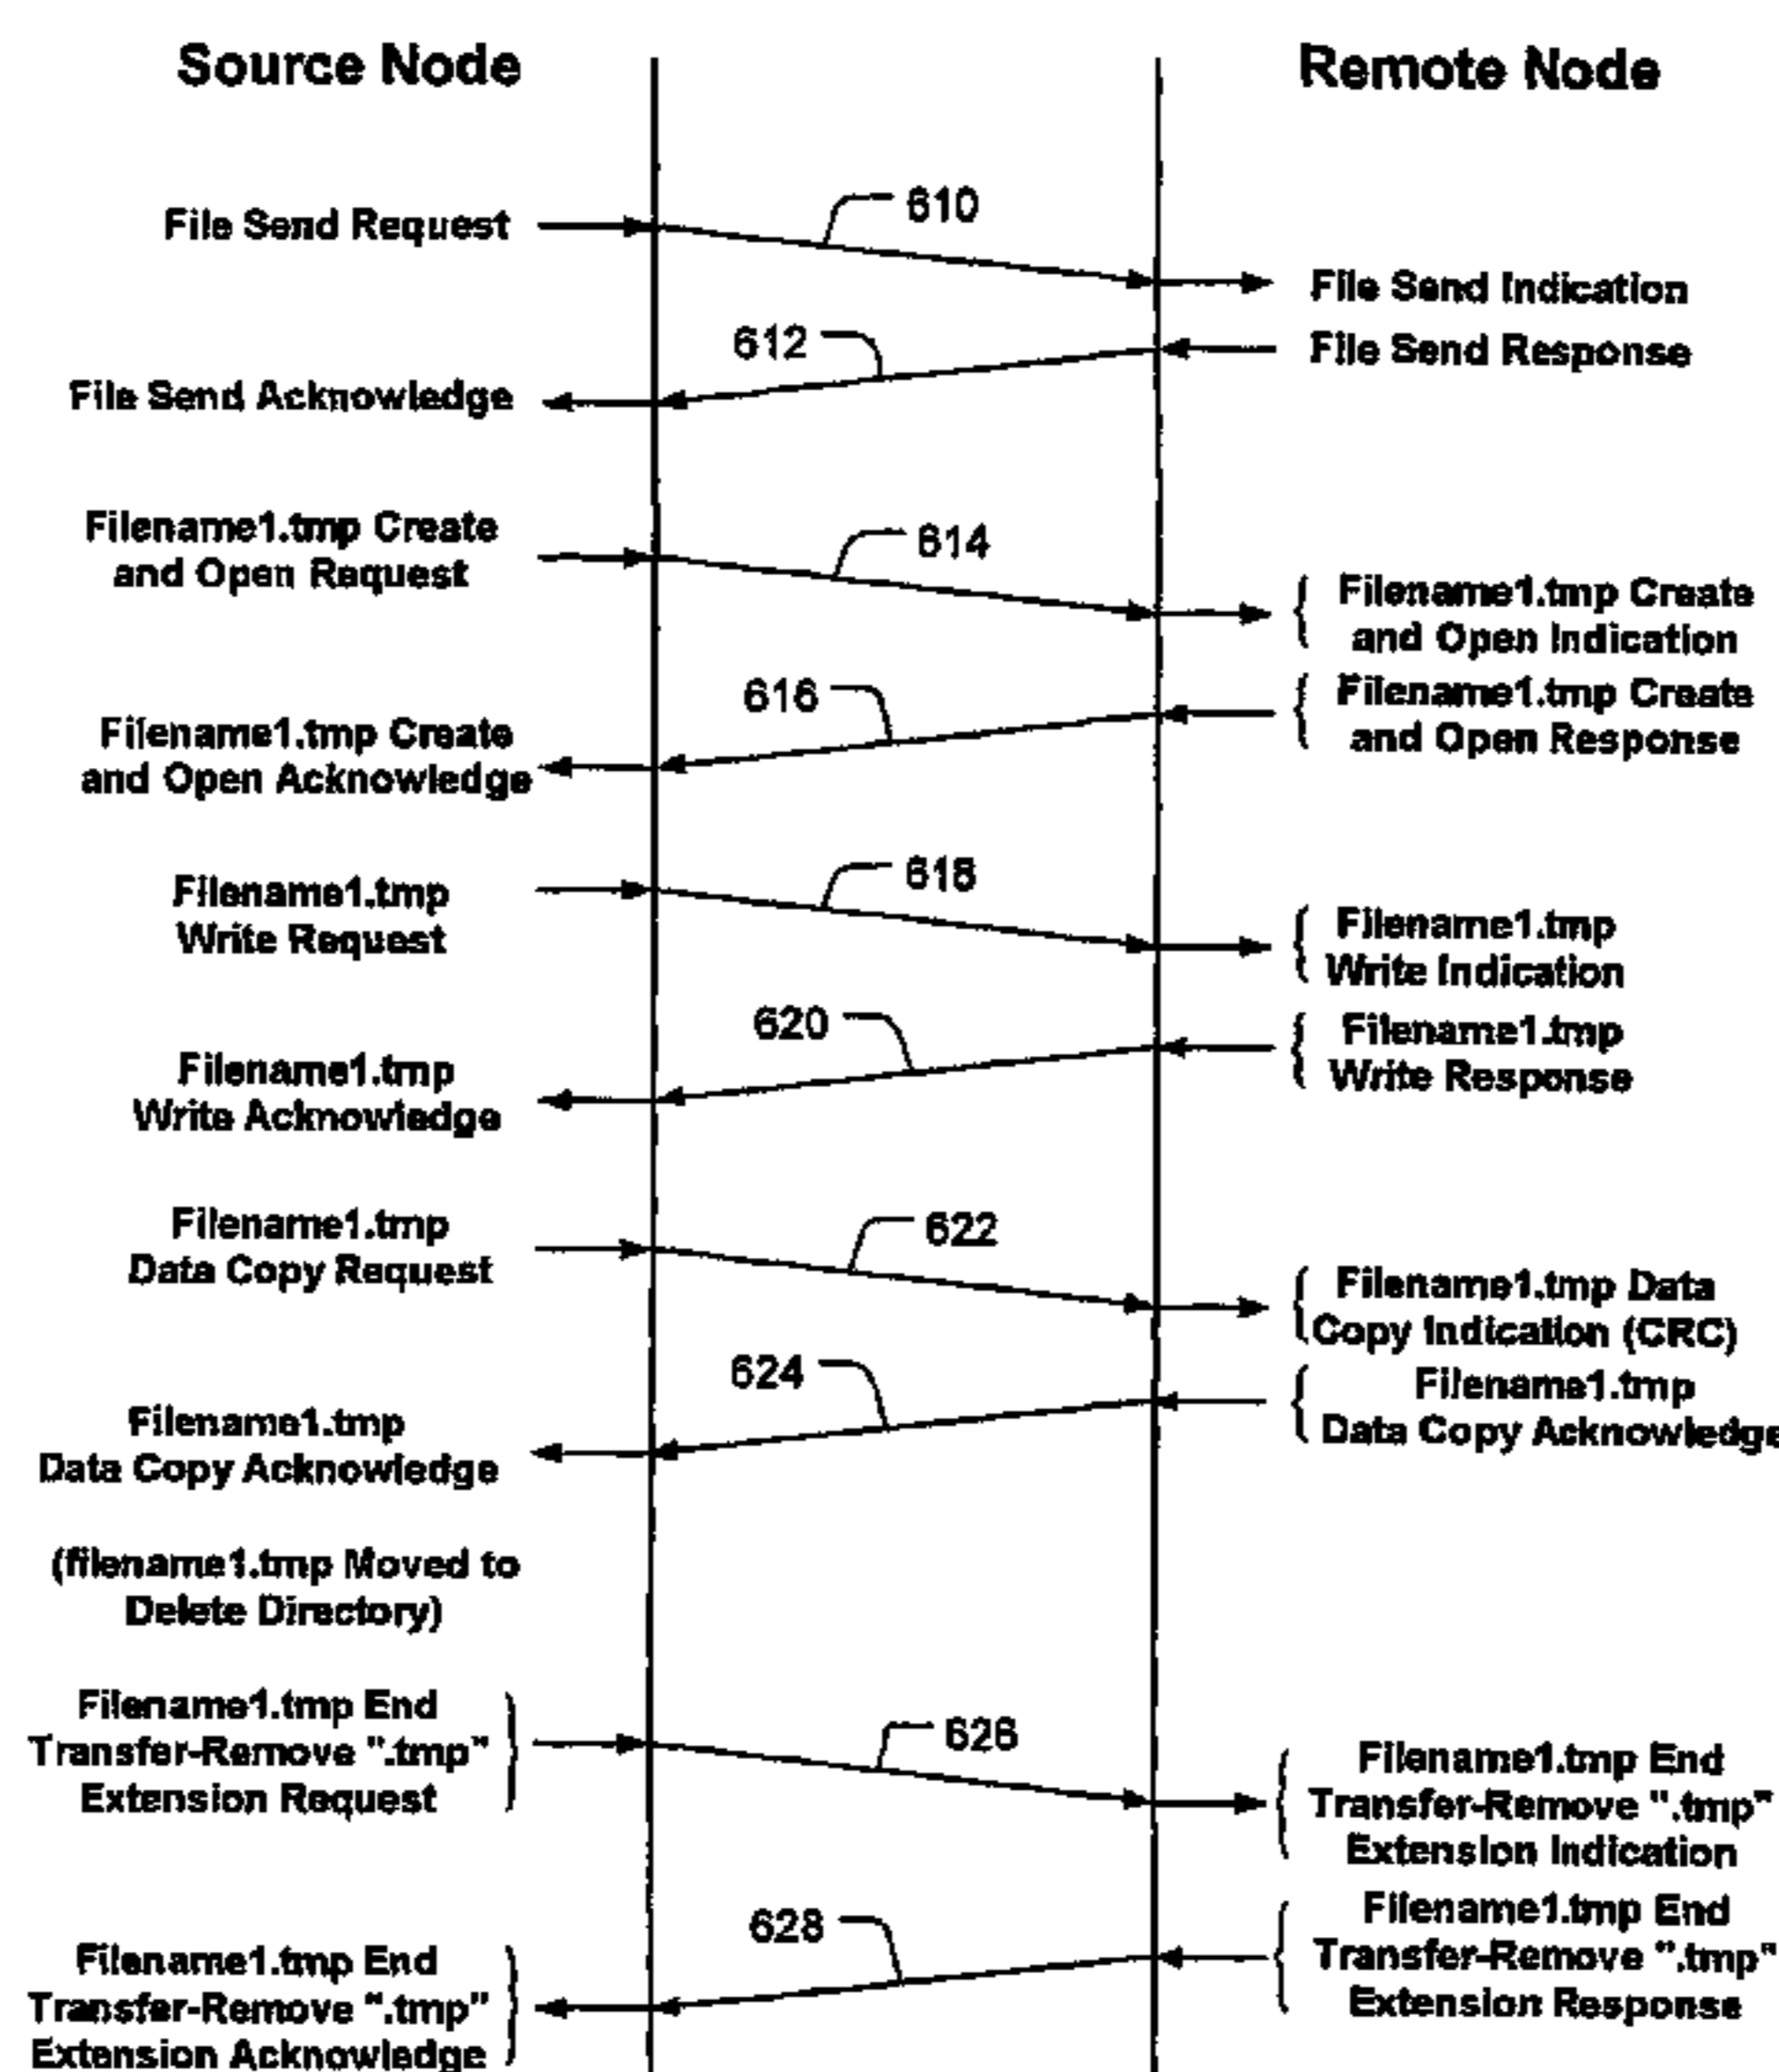 Source Node
Remote Node
File Send Request
610
File Send Indication
612
File Send Response
File Send Acknowledge
Filename1.tmp Create
and Open Request
614
Filename1.tmp Create
and Open Indication
616
Filename1.tmp Create
and Open Response
Filename1.tmp Create
and Open Acknowledge
Filename1.tmp
Write Request
618
Filename1.tmp
Write Indication
620
Filename1.tmp
Write Response
Filename1.tmp
Write Acknowledge
Filename1.tmp
Data Copy Request
622
Filename1.tmp Data
Copy Indication (CRC)
624
Filename1.tmp
Data Copy Acknowledge
Filename1.tmp
Data Copy Acknowledge
(filename1.tmp Moved to
Delete Directory)
Filename1.tmp End
Transfer-Remove ".tmp"
Extension Request
626
Filename1.tmp End
Transfer-Remove ".tmp"
Extension Indication
628
Filename1.tmp End
Transfer-Remove ".tmp"
Extension Response
Filename1.tmp End
Transfer-Remove ".tmp"
Extension Acknowledge